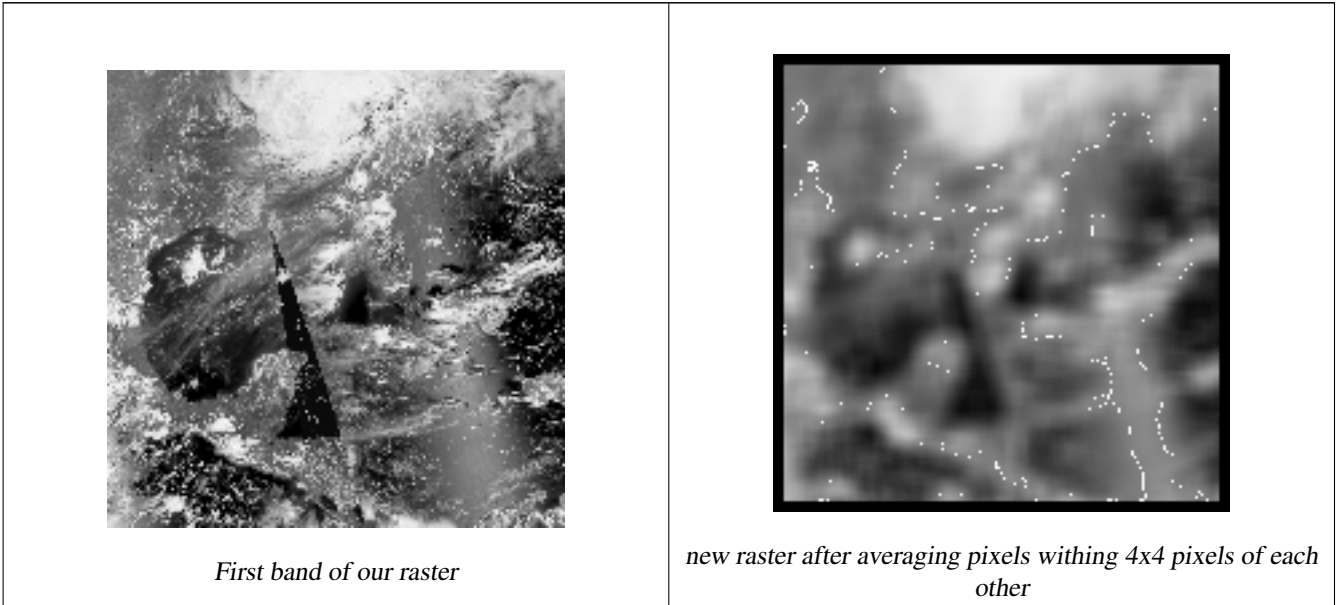 First band of our raster
new raster after averaging pixels withing 4x4 pixels of each
other